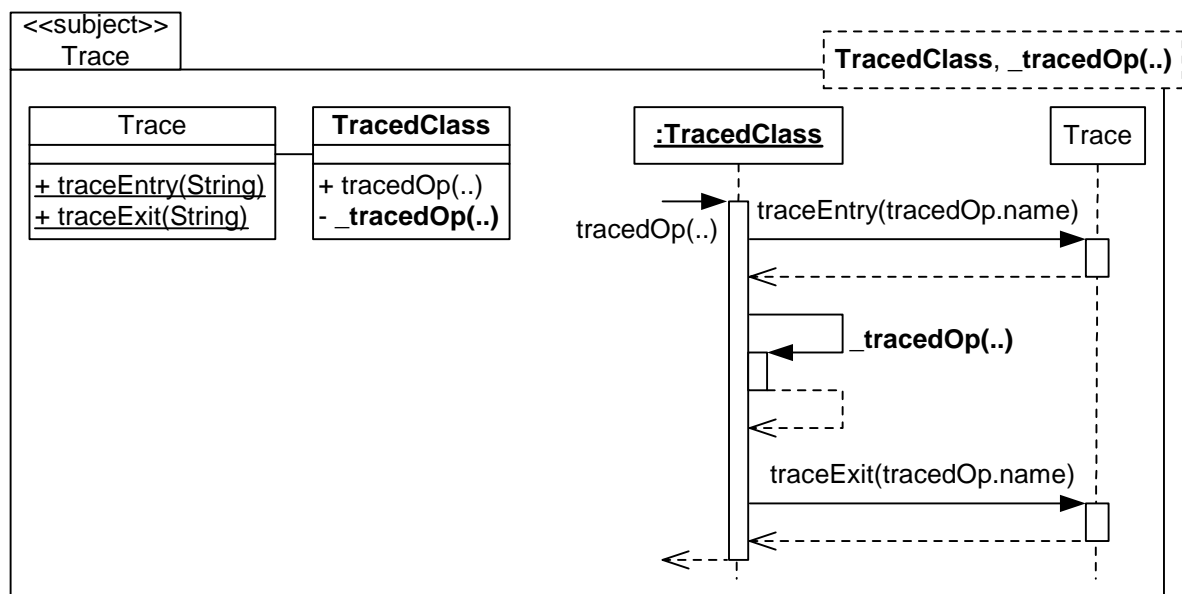 <<subject>>
Trace
TracedClass, _tracedOp(..)
Trace
+ traceEntry(String)
+ traceExit(String)
TracedClass
+ tracedOp(..)
- _tracedOp(..)
:TracedClass
Trace
tracedOp(..)
traceEntry(tracedOp.name)
_tracedOp(..)
traceExit(tracedOp.name)